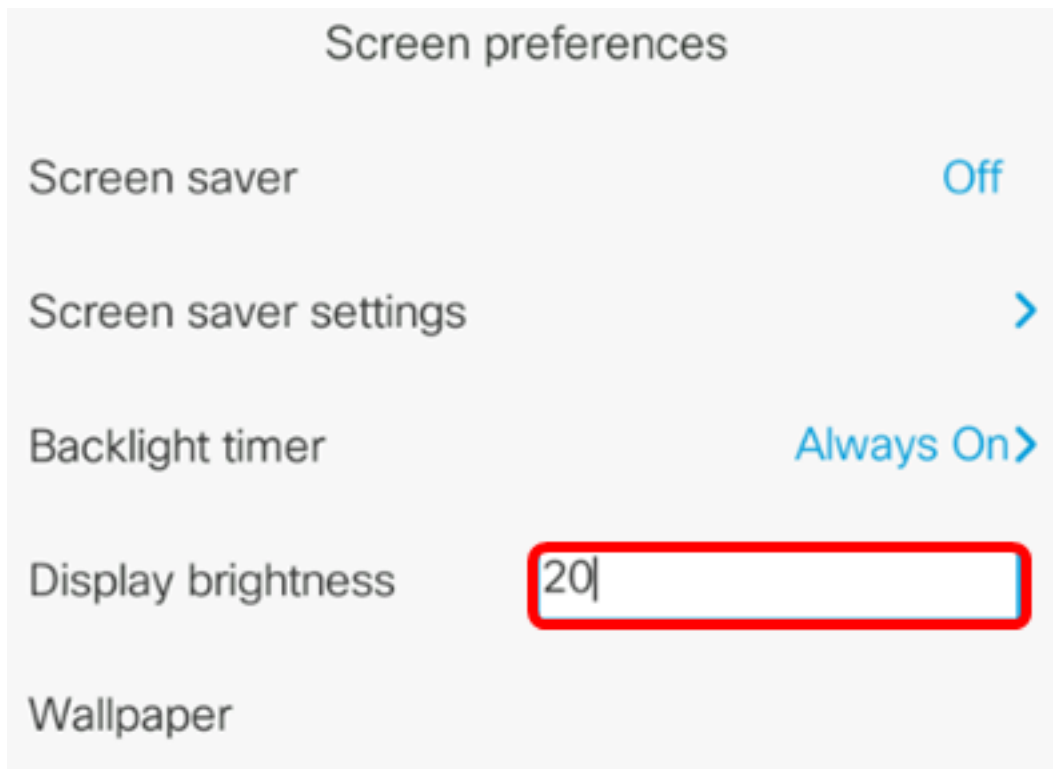 Screen preferences
Screen saver Off
Screen saver settings
Backlight timer Always On
Display brightness 20
Wallpaper